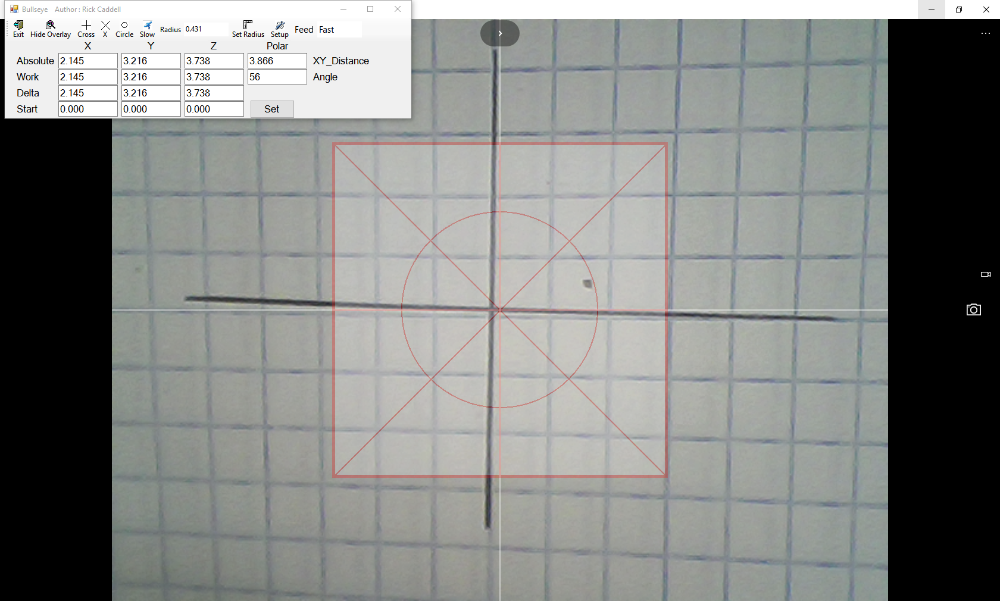 Bullseye Author : Rick Caddell
Exit Hide Overlay Cross X Circle Slow Radius 0.431 Set Radius Setup Feed Fast
X Y Z Polar
Absolute 2.145 3.216 3.738 3.866 XY_Distance
Work 2.145 3.216 3.738 56 Angle
Delta 2.145 3.216 3.738
Start 0.000 0.000 0.000 Set